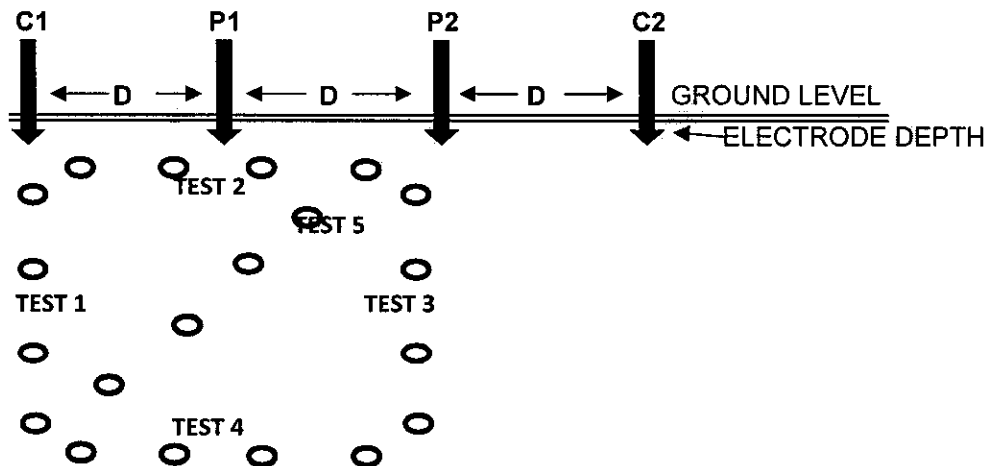 C1 P1 P2 C2
D D D
GROUND LEVEL
ELECTRODE DEPTH
TEST 2
TEST 5
TEST 1
TEST 3
TEST 4